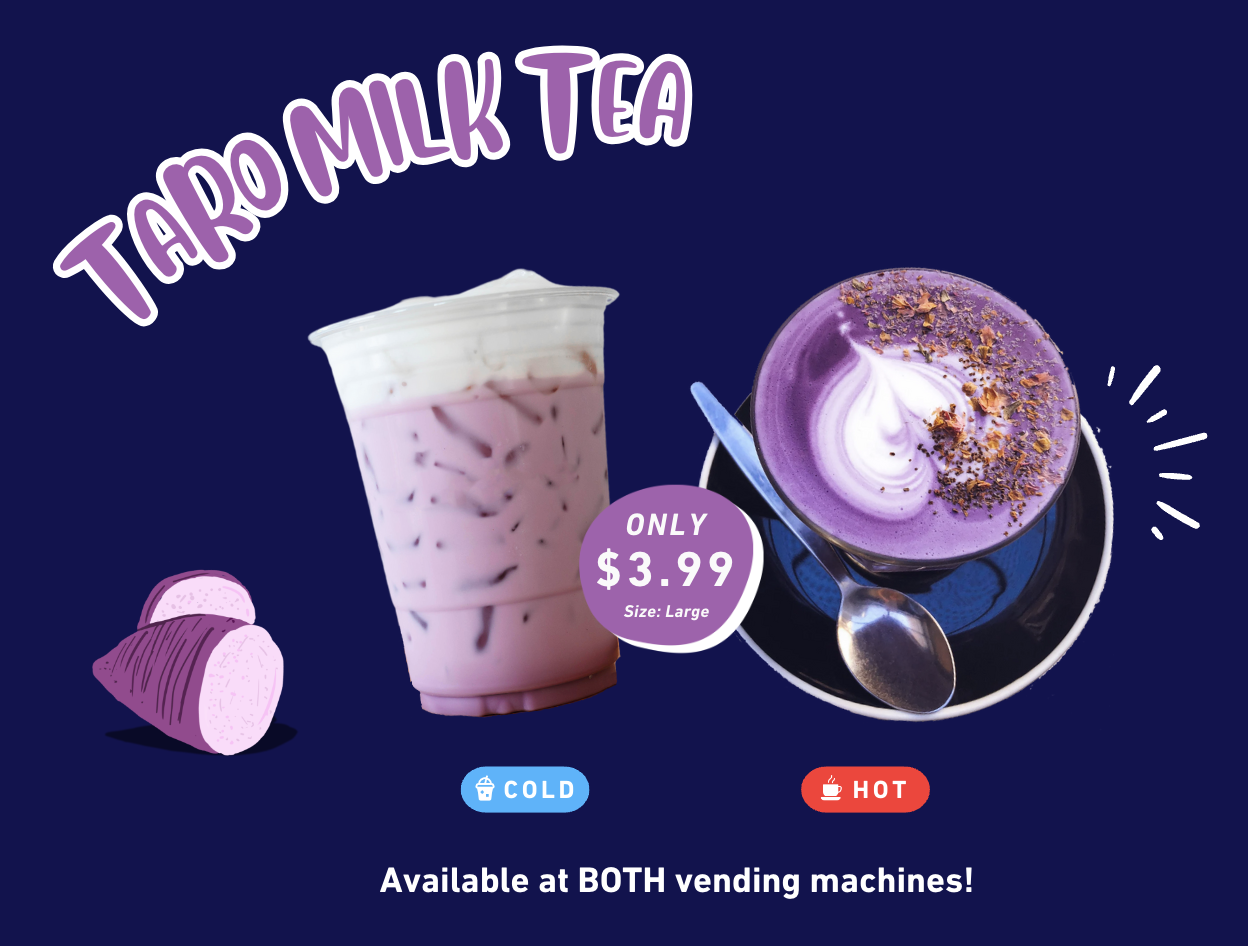 TARO MILK TEA
ONLY
$3.99
Size: Large
COLD
HOT
Available at BOTH vending machines!